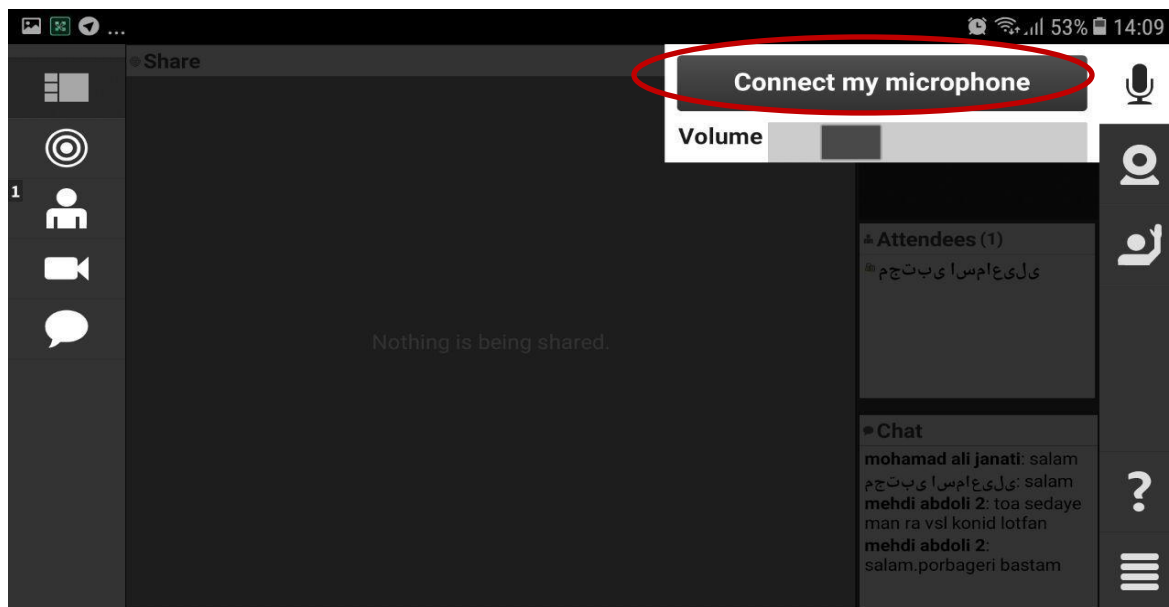 ...
53% 14:09
Share
Connect my microphone
Volume
1
Attendees (1)
یلیعامسا یبتجم
Nothing is being shared.
Chat
mohamad ali janati: salam
یلیعامسا یبتجم: salam
mehdi abdoli 2: toa sedaye
man ra vsl konid lotfan
mehdi abdoli 2:
salam.porbageri bastam
?